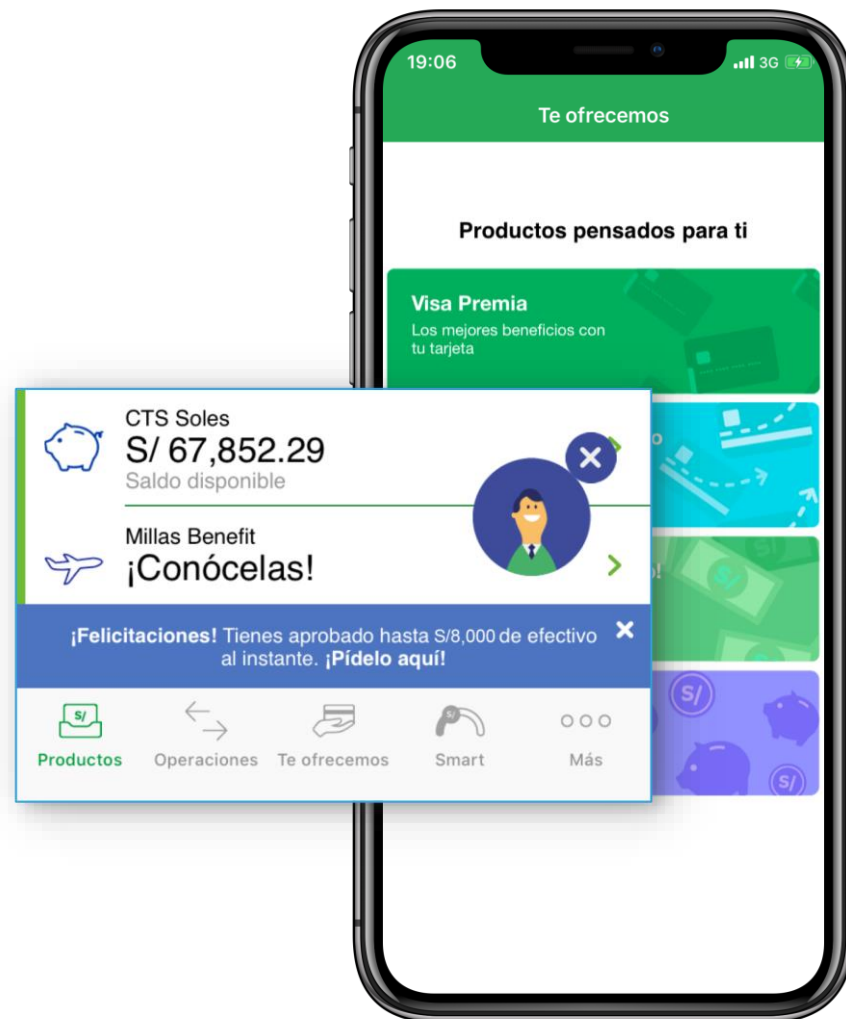 19:06
3G
Te ofrecemos
Productos pensados para ti
Visa Premia
Los mejores beneficios con
tu tarjeta
CTS Soles
S/ 67,852.29
Saldo disponible
Millas Benefit
¡Conócelas!
¡Felicitaciones! Tienes aprobado hasta S/8,000 de efectivo
al instante. ¡Pídelo aquí!
S/
S/
S/
S/
S/
Productos
Operaciones
Te ofrecemos
Smart
Más